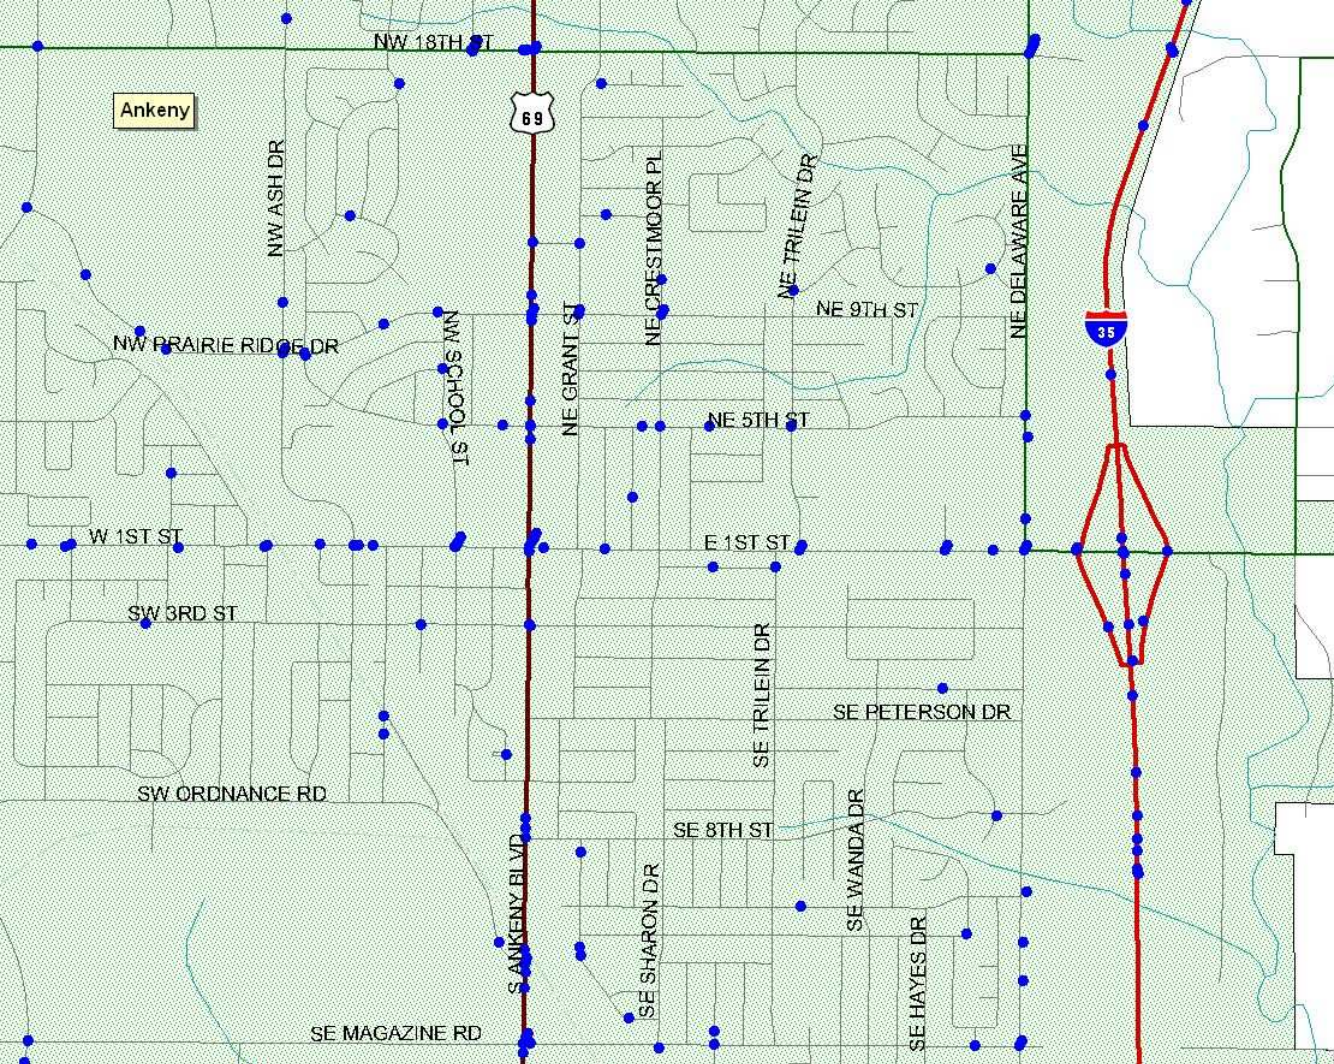 NW 18TH ST
Ankeny
69
NW ASH DR
NE CRESTMOOR PL
NE TRILEIN DR
NE DELAWARE AVE
NE 9TH ST
35
NW PRAIRIE RIDGE DR
NW SCHOOL ST
NE GRANT ST
NE 5TH ST
W 1ST ST
E 1ST ST
SW 3RD ST
SE TRILEIN DR
SE PETERSON DR
SW ORDNANCE RD
SE 8TH ST
SE WANDA DR
S ANKENY BLVD
SE SHARON DR
SE HAYES DR
SE MAGAZINE RD